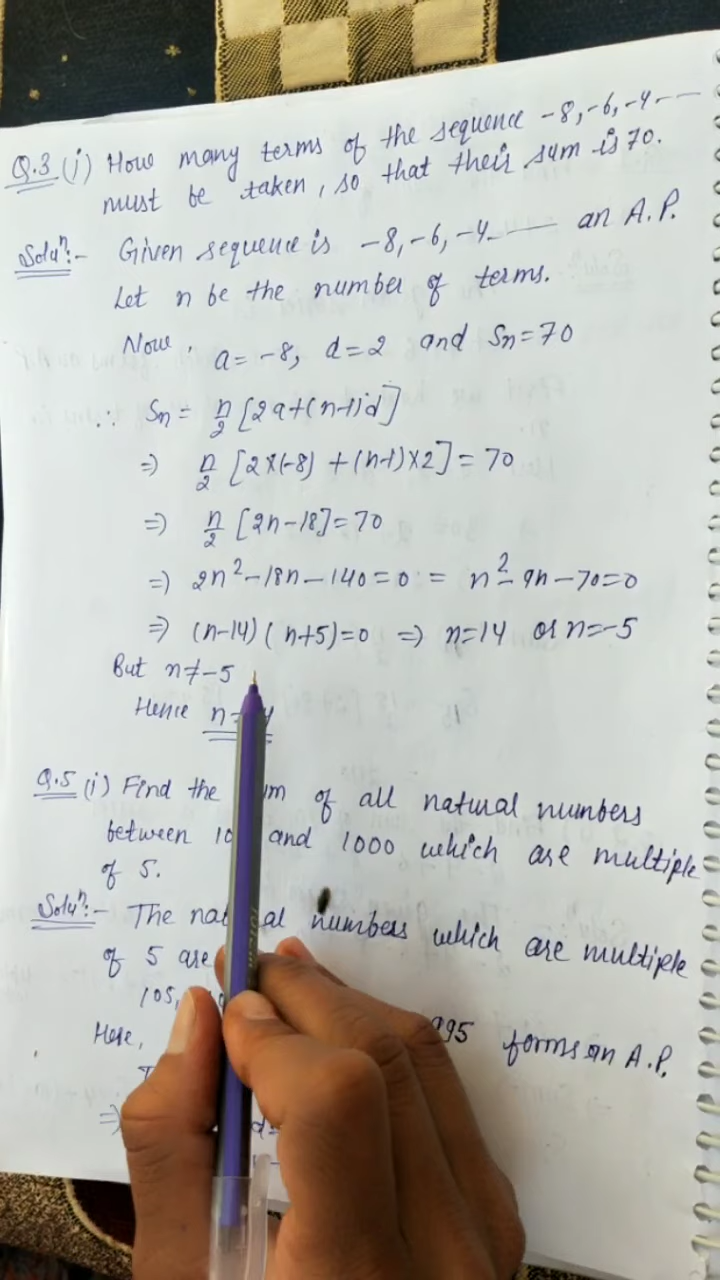 Q.3 (i) How many terms of the sequence -8, -6, -4 ----
must be taken, so that their sum is 70.
Soluⁿ:- Given sequence is -8, -6, -4 ---- an A.P.
Let n be the number of terms.
Now, a = -8, d = 2 and Sn = 70
∴ Sn = n/2 [2a+(n-1)d]
⇒ n/2 [2×(-8) + (n-1)×2] = 70
⇒ n/2 [2n-18] = 70
⇒ 2n² - 18n - 140 = 0 = n² - 9n - 70 = 0
⇒ (n-14) (n+5) = 0 ⇒ n = 14 or n = -5
But n ≠ -5
Hence n =
Q.5 (i) Find the of all natural numbers
between and 1000 which are multiple
of 5.
Soluⁿ:- The numbers which are multiple
of 5 are
105, 995 forms an A.P.
Here,
⇒ d=